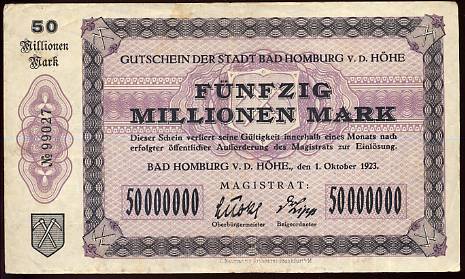 50
Millionen
Mark
№ 99027
GUTSCHEIN DER STADT BAD HOMBURG v. D. HÖHE
FÜNFZIG
MILLIONEN MARK
Dieser Schein verliert seine Gültigkeit innerhalb eines Monats nach
erfolgter öffentlicher Aufforderung des Magistrats zur Einlösung.
BAD HOMBURG v. D. HÖHE, den 1. Oktober 1923.
MAGISTRAT:
50000000
50000000
Oberbürgermeister
Beigeordneter